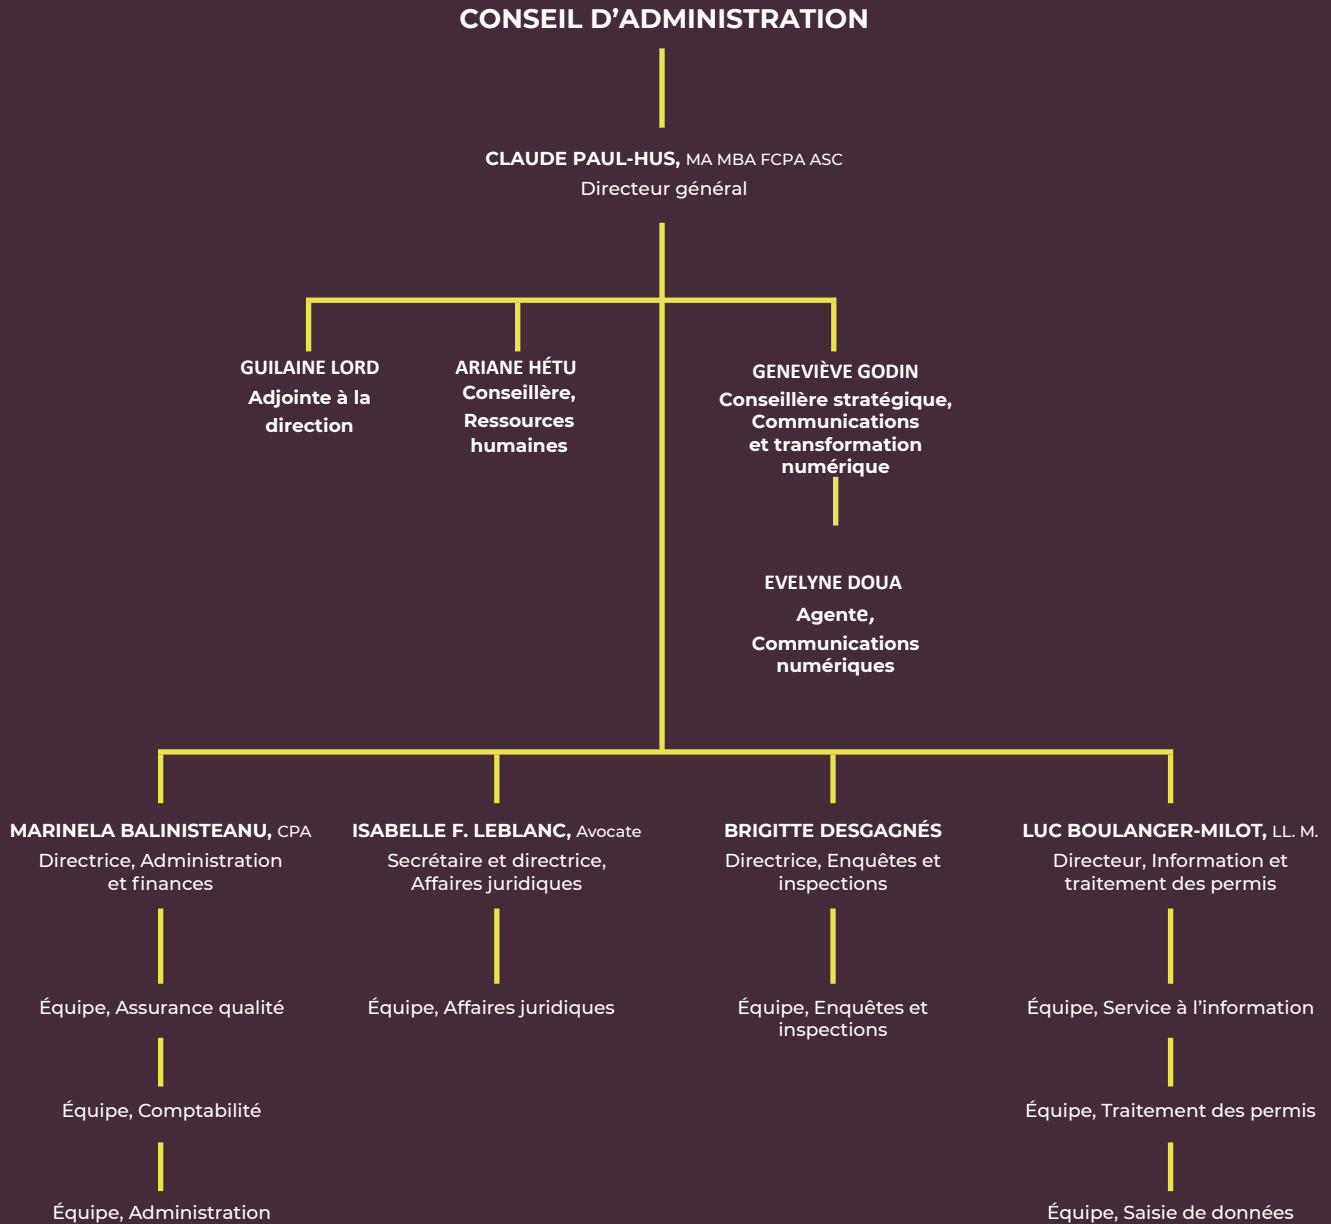 CONSEIL D’ADMINISTRATION
CLAUDE PAUL-HUS, MA MBA FCPA ASC
Directeur général
GUILAINE LORD
Adjointe à la
direction
ARIANE HÉTU
Conseillère,
Ressources
humaines
GENEVIÈVE GODIN
Conseillère stratégique,
Communications
et transformation
numérique
EVELYNE DOUA
Agente,
Communications
numériques
MARINELA BALINISTEANU, CPA
Directrice, Administration
et finances
Équipe, Assurance qualité
Équipe, Comptabilité
Équipe, Administration
ISABELLE F. LEBLANC, Avocate
Secrétaire et directrice,
Affaires juridiques
Équipe, Affaires juridiques
BRIGITTE DESGAGNÉS
Directrice, Enquêtes et
inspections
Équipe, Enquêtes et
inspections
LUC BOULANGER-MILOT, LL. M.
Directeur, Information et
traitement des permis
Équipe, Service à l’information
Équipe, Traitement des permis
Équipe, Saisie de données